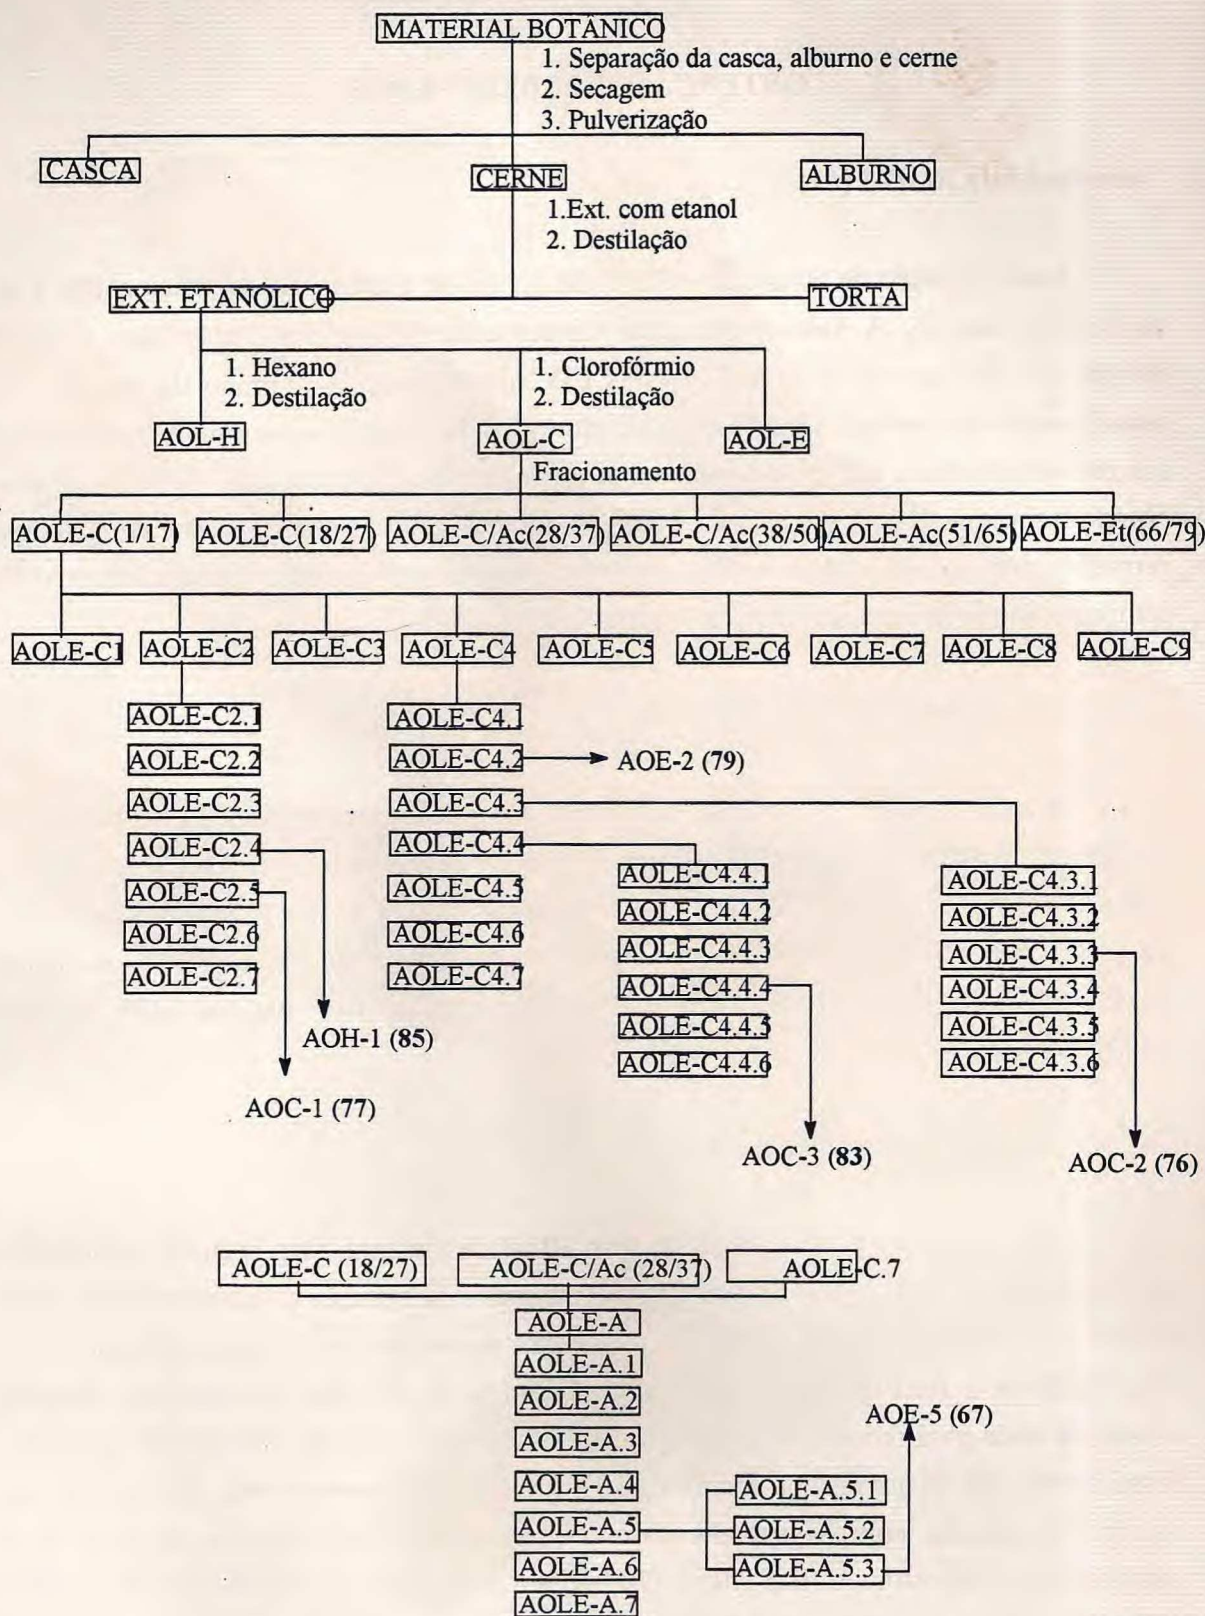 MATERIAL BOTÂNICO
1. Separação da casca, alburno e cerne
2. Secagem
3. Pulverização
CASCA
CERNE
ALBURNO
1.Ext. com etanol
2. Destilação
EXT. ETANÓLICO
TORTA
1. Hexano
2. Destilação
1. Clorofórmio
2. Destilação
AOL-H
AOL-C
AOL-E
Fracionamento
AOLE-C(1/17)
AOLE-C(18/27)
AOLE-C/Ac(28/37)
AOLE-C/Ac(38/50)
AOLE-Ac(51/65)
AOLE-Et(66/79)
AOLE-C1
AOLE-C2
AOLE-C3
AOLE-C4
AOLE-C5
AOLE-C6
AOLE-C7
AOLE-C8
AOLE-C9
AOLE-C2.1
AOLE-C2.2
AOLE-C2.3
AOLE-C2.4
AOLE-C2.5
AOLE-C2.6
AOLE-C2.7
AOH-1 (85)
AOC-1 (77)
AOLE-C4.1
AOLE-C4.2
AOE-2 (79)
AOLE-C4.3
AOLE-C4.4
AOLE-C4.5
AOLE-C4.6
AOLE-C4.7
AOLE-C4.4.1
AOLE-C4.4.2
AOLE-C4.4.3
AOLE-C4.4.4
AOLE-C4.4.5
AOLE-C4.4.6
AOC-3 (83)
AOLE-C4.3.1
AOLE-C4.3.2
AOLE-C4.3.3
AOLE-C4.3.4
AOLE-C4.3.5
AOLE-C4.3.6
AOC-2 (76)
AOLE-C (18/27)
AOLE-C/Ac (28/37)
AOLE-C.7
AOLE-A
AOLE-A.1
AOLE-A.2
AOLE-A.3
AOLE-A.4
AOLE-A.5
AOLE-A.6
AOLE-A.7
AOE-5 (67)
AOLE-A.5.1
AOLE-A.5.2
AOLE-A.5.3